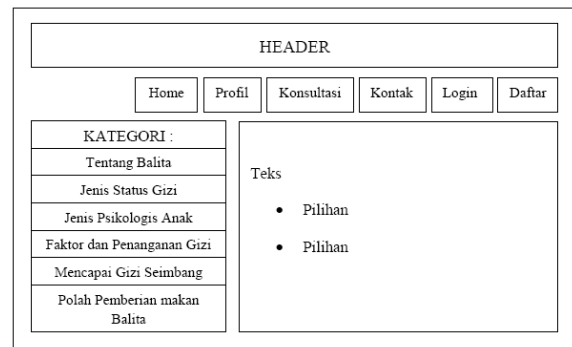 HEADER
Home Profil Konsultasi Kontak Login Daftar
KATEGORI :
Tentang Balita
Jenis Status Gizi
Jenis Psikologis Anak
Faktor dan Penanganan Gizi
Mencapai Gizi Seimbang
Polah Pemberian makan
Balita
Teks
• Pilihan
• Pilihan